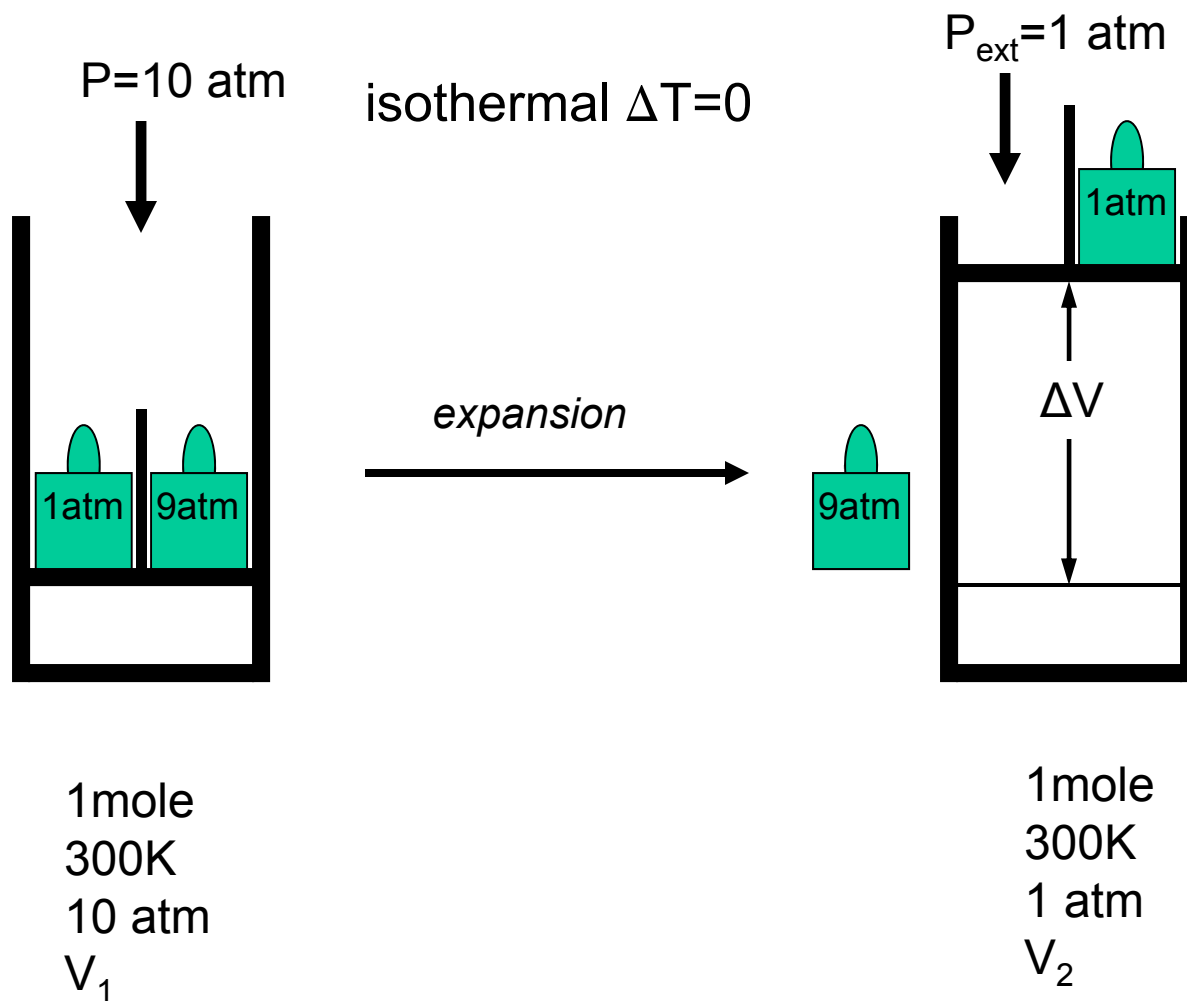 P=10 atm
isothermal ΔT=0
P_ext=1 atm
1atm
1atm
9atm
expansion
9atm
ΔV
1mole
300K
10 atm
V₁
1mole
300K
1 atm
V₂